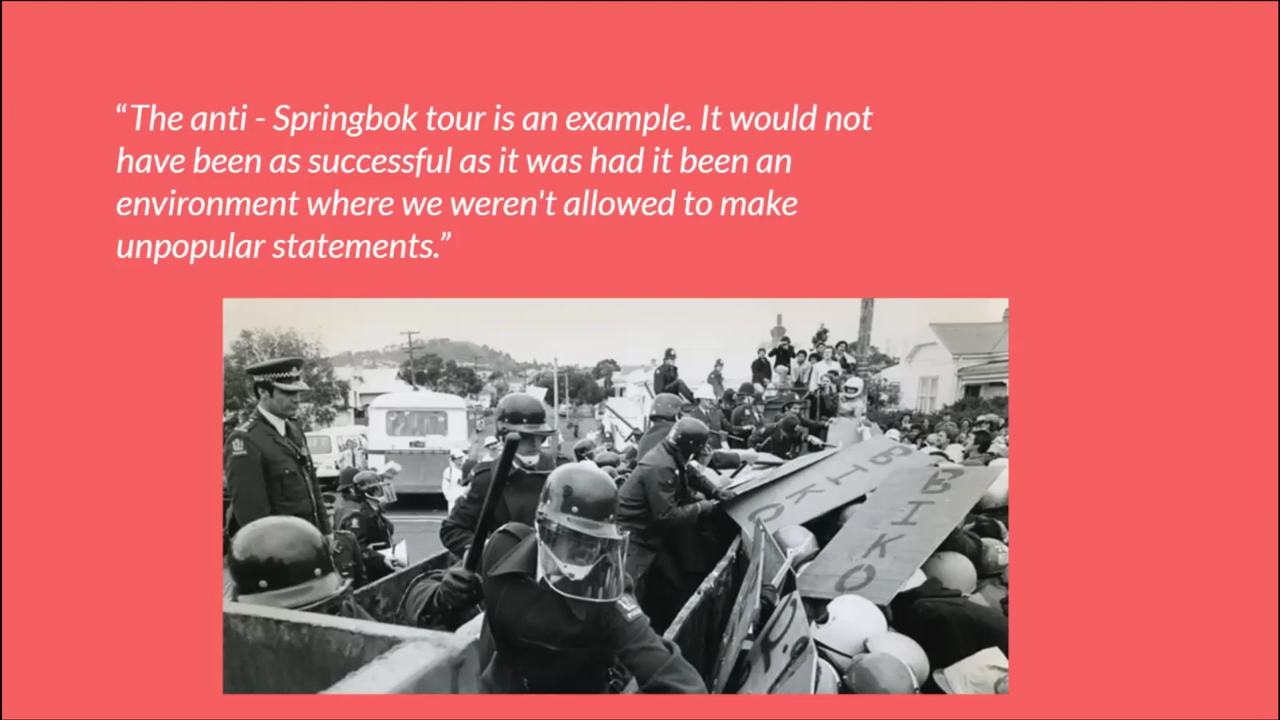 “The anti - Springbok tour is an example. It would not
have been as successful as it was had it been an
environment where we weren't allowed to make
unpopular statements.”
BIKO
BIKO